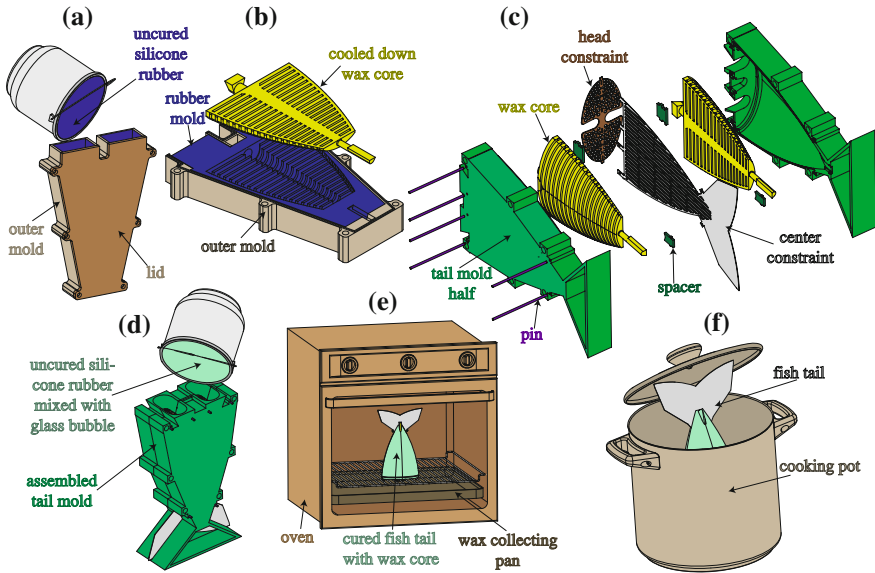 (a)
uncured
silicone
rubber
outer
mold
lid
(b)
cooled down
wax core
rubber
mold
outer mold
(c)
head
constraint
wax core
tail mold
half
pin
spacer
center
constraint
(d)
uncured sili-
cone rubber
mixed with
glass bubble
assembled
tail mold
(e)
oven
cured fish tail
with wax core
wax collecting
pan
(f)
fish tail
cooking pot